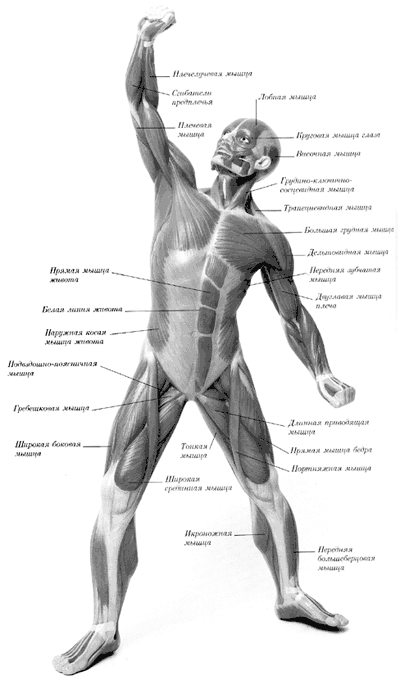 Плечелучевая мышца
Сгибатели
предплечья
Плечевая
мышца
Лобная мышца
Круговая мышца глаза
Височная мышца
Грудино-ключично-
сосцевидная мышца
Трапециевидная мышца
Большая грудная мышца
Дельтовидная мышца
Передняя зубчатая
мышца
Двуглавая мышца
плеча
Прямая мышца
живота
Белая линия живота
Наружная косая
мышца живота
Подвздошно-поясничная
мышца
Гребешковая мышца
Широкая боковая
мышца
Тонкая
мышца
Широкая
срединная мышца
Длинная приводящая
мышца
Прямая мышца бедра
Портняжная мышца
Икроножная
мышца
Передняя
большеберцовая
мышца